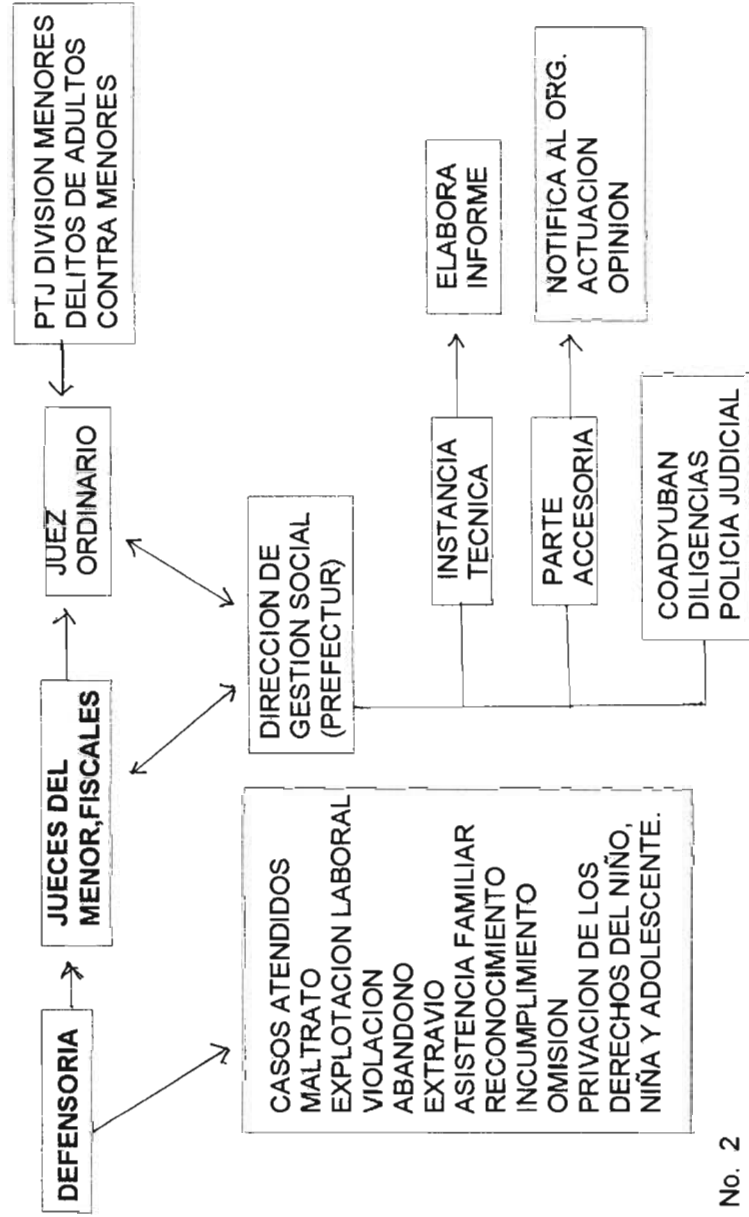 DEFENSORIA
JUECES DEL
MENOR,FISCALES
JUEZ
ORDINARIO
PTJ DIVISION MENORES
DELITOS DE ADULTOS
CONTRA MENORES
CASOS ATENDIDOS
MALTRATO
EXPLOTACION LABORAL
VIOLACION
ABANDONO
EXTRAVIO
ASISTENCIA FAMILIAR
RECONOCIMIENTO
INCUMPLIMIENTO
OMISION
PRIVACION DE LOS
DERECHOS DEL NIÑO,
NIÑA Y ADOLESCENTE.
DIRECCION DE
GESTION SOCIAL
(PREFECTUR)
INSTANCIA
TECNICA
ELABORA
INFORME
PARTE
ACCESORIA
NOTIFICA AL ORG.
ACTUACION
OPINION
COADYUBAN
DILIGENCIAS
POLICIA JUDICIAL
No. 2